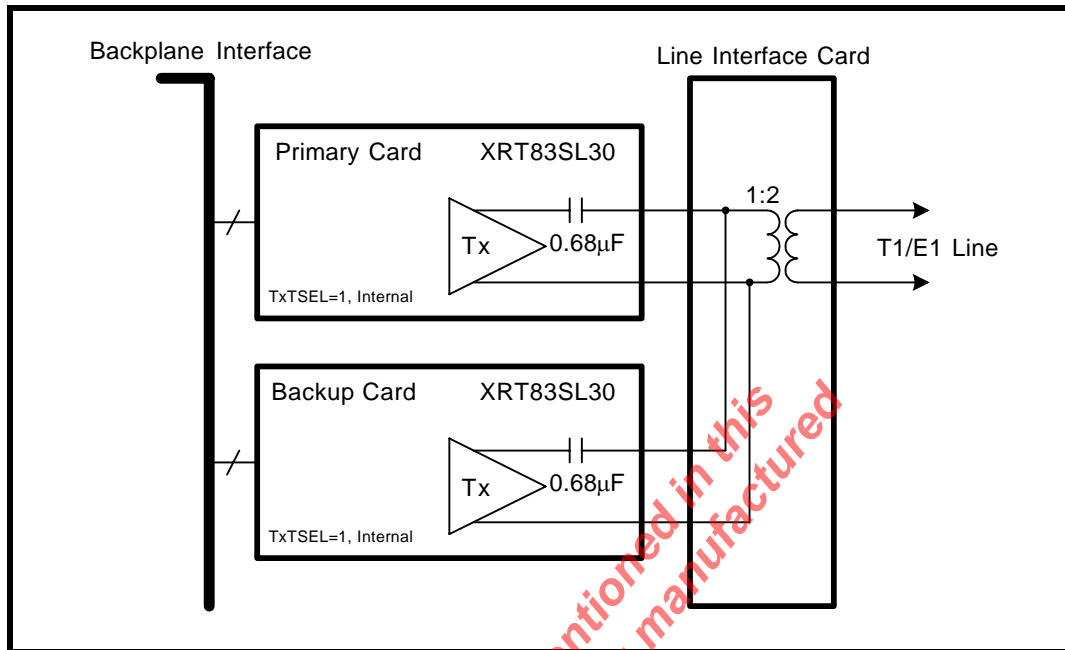 Backplane Interface
Line Interface Card
Primary Card XRT83SL30
1:2
Tx
0.68μF
T1/E1 Line
TxTSEL=1, Internal
Backup Card XRT83SL30
Tx
0.68μF
TxTSEL=1, Internal
mentioned in this
manufactured